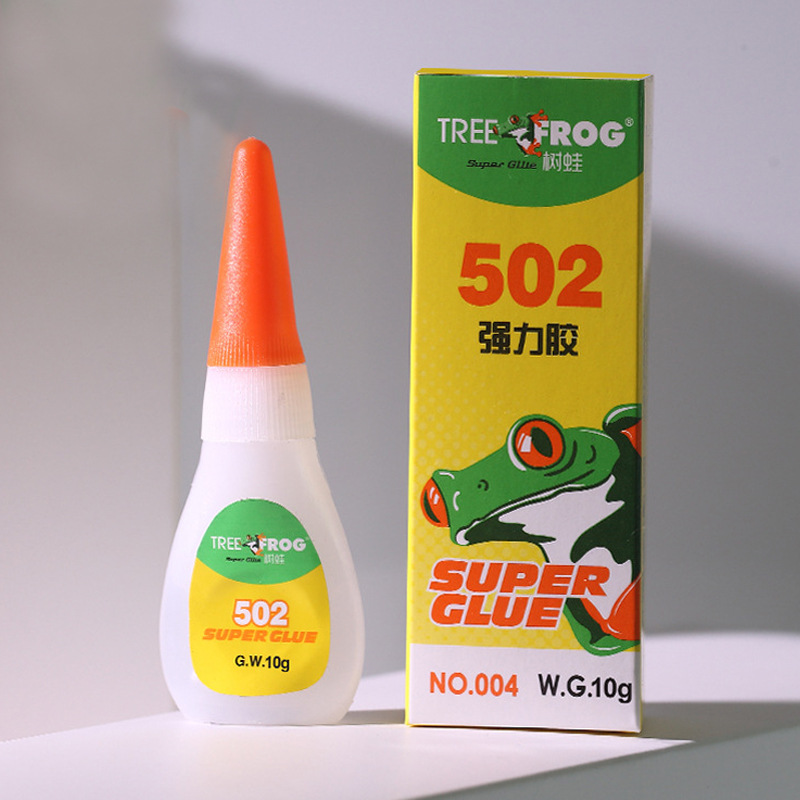 TREE FROG®
Super Glue 树蛙
502
强力胶
SUPER
GLUE
NO.004 W.G.10g
TREE FROG®
Super Glue 树蛙
502
SUPER GLUE
G.W.10g